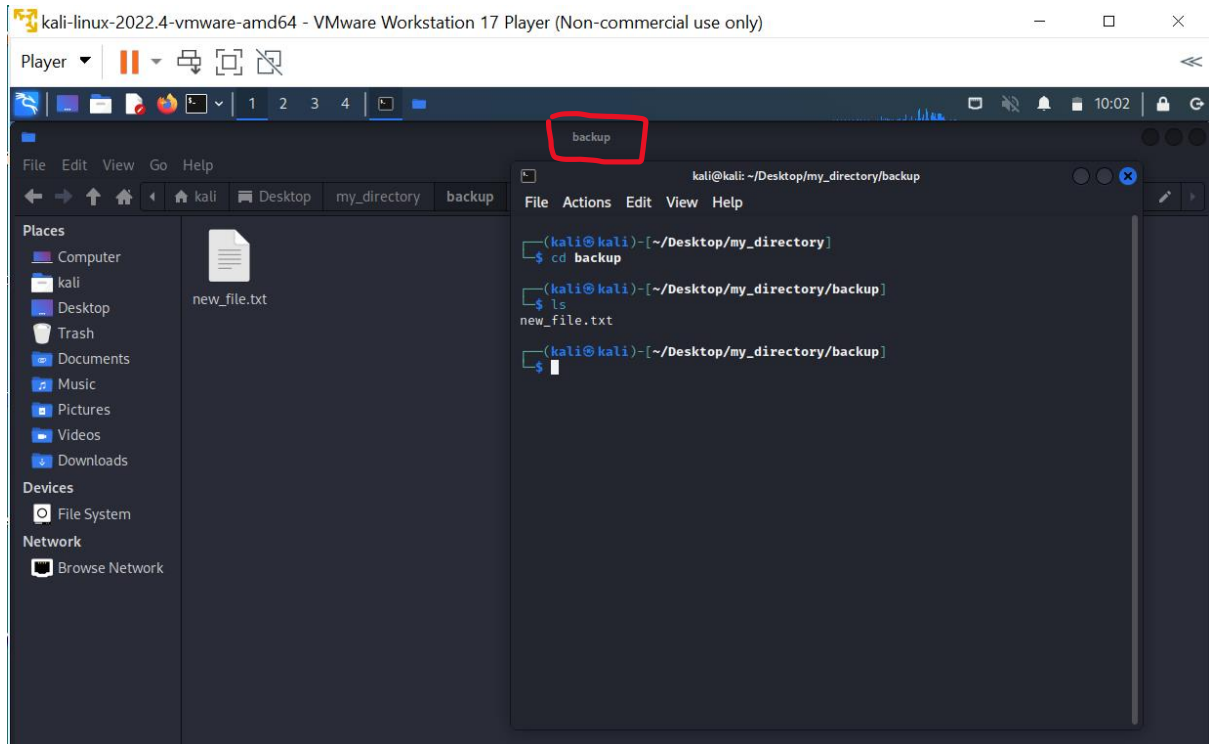 kali-linux-2022.4-vmware-amd64 - VMware Workstation 17 Player (Non-commercial use only)
Player
1 2 3 4
10:02
backup
File Edit View Go Help
kali Desktop my_directory backup
Places
Computer
kali
Desktop
Trash
Documents
Music
Pictures
Videos
Downloads
Devices
File System
Network
Browse Network
new_file.txt
kali@kali: ~/Desktop/my_directory/backup
File Actions Edit View Help
┌──(kali㉿kali)-[~/Desktop/my_directory]
└─$ cd backup
┌──(kali㉿kali)-[~/Desktop/my_directory/backup]
└─$ ls
new_file.txt
┌──(kali㉿kali)-[~/Desktop/my_directory/backup]
└─$